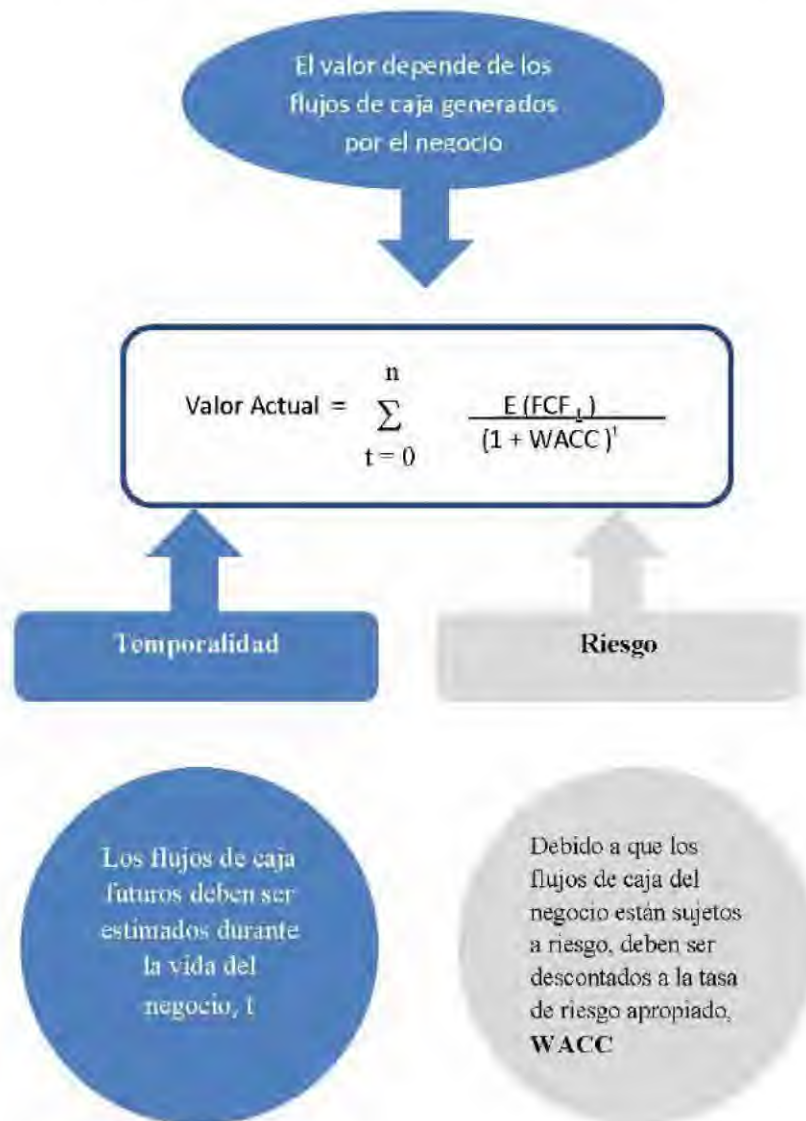 El valor depende de los
flujos de caja generados
por el negocio
n
Valor Actual = ∑ E (FCF t )
(1 + WACC )t
t = 0
Temporalidad
Riesgo
Los flujos de caja
futuros deben ser
estimados durante
la vida del
negocio, t
Debido a que los
flujos de caja del
negocio están sujetos
a riesgo, deben ser
descontados a la tasa
de riesgo apropiado,
WACC